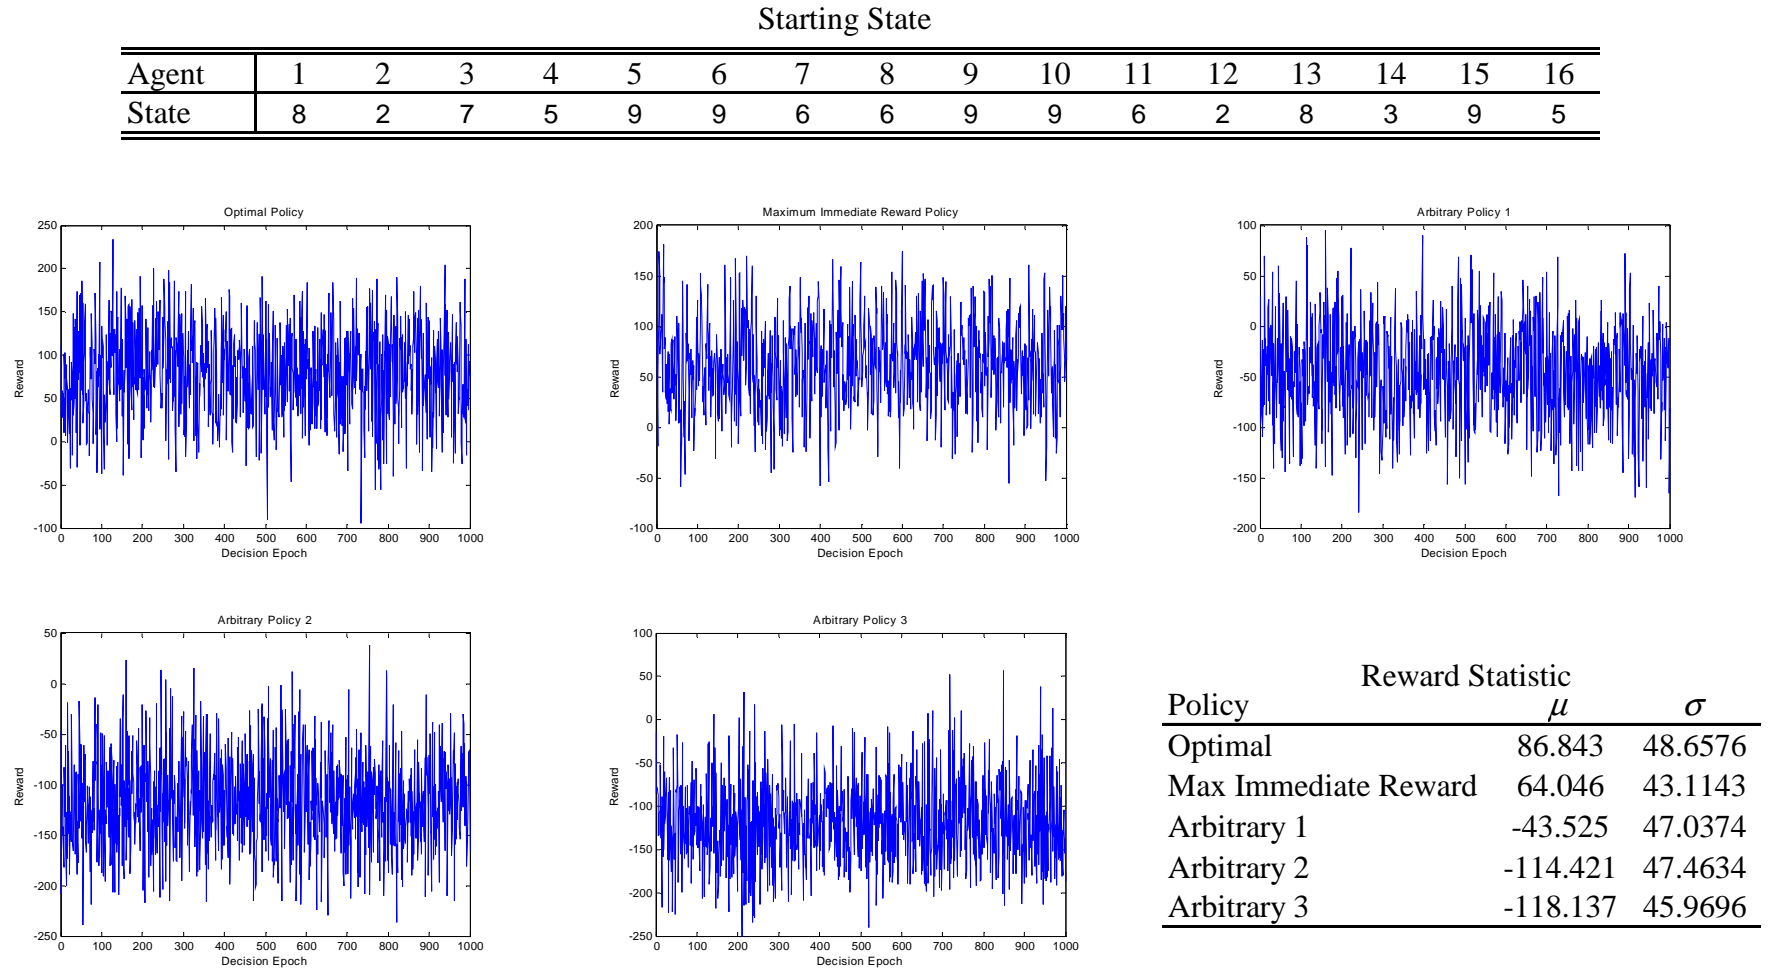 Starting State
Agent 1 2 3 4 5 6 7 8 9 10 11 12 13 14 15 16
State 8 2 7 5 9 9 6 6 9 9 6 2 8 3 9 5
Optimal Policy
250
200
150
100
50
0
-50
-100
Reward
0 100 200 300 400 500 600 700 800 900 1000
Decision Epoch
Maximum Immediate Reward Policy
200
150
100
50
0
-50
-100
Reward
0 100 200 300 400 500 600 700 800 900 1000
Decision Epoch
Arbitrary Policy 1
100
50
0
-50
-100
-150
-200
Reward
0 100 200 300 400 500 600 700 800 900 1000
Decision Epoch
Arbitrary Policy 2
50
0
-50
-100
-150
-200
-250
Reward
0 100 200 300 400 500 600 700 800 900 1000
Decision Epoch
Arbitrary Policy 3
100
50
0
-50
-100
-150
-200
-250
Reward
0 100 200 300 400 500 600 700 800 900 1000
Decision Epoch
Reward Statistic
Policy μ σ
Optimal 86.843 48.6576
Max Immediate Reward 64.046 43.1143
Arbitrary 1 -43.525 47.0374
Arbitrary 2 -114.421 47.4634
Arbitrary 3 -118.137 45.9696